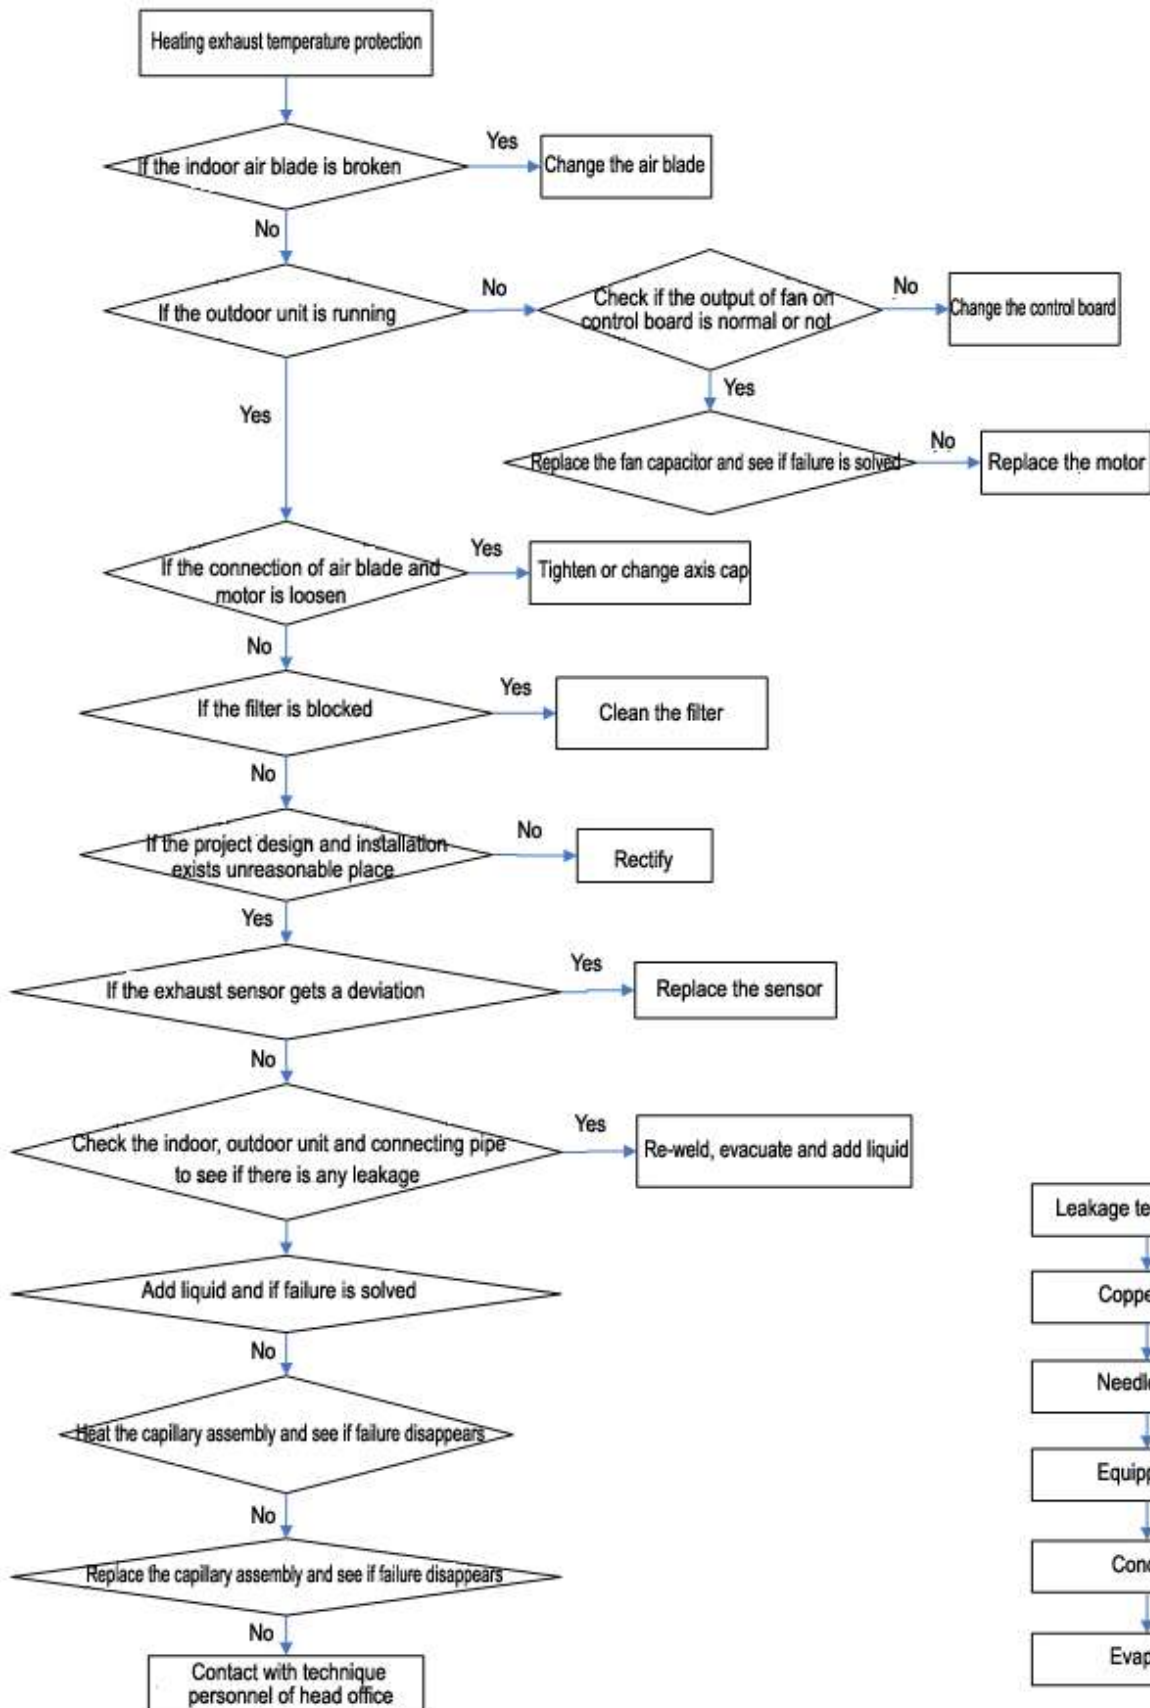 Heating exhaust temperature protection
If the indoor air blade is broken
Yes
Change the air blade
No
If the outdoor unit is running
No
Check if the output of fan on
control board is normal or not
No
Change the control board
Yes
Yes
Replace the fan capacitor and see if failure is solved
No
Replace the motor
If the connection of air blade and
motor is loosen
Yes
Tighten or change axis cap
No
If the filter is blocked
Yes
Clean the filter
No
If the project design and installation
exists unreasonable place
No
Rectify
Yes
If the exhaust sensor gets a deviation
Yes
Replace the sensor
No
Check the indoor, outdoor unit and connecting pipe
to see if there is any leakage
Yes
Re-weld, evacuate and add liquid
Add liquid and if failure is solved
No
Heat the capillary assembly and see if failure disappears
No
Replace the capillary assembly and see if failure disappears
No
Contact with technique
personnel of head office
Leakage